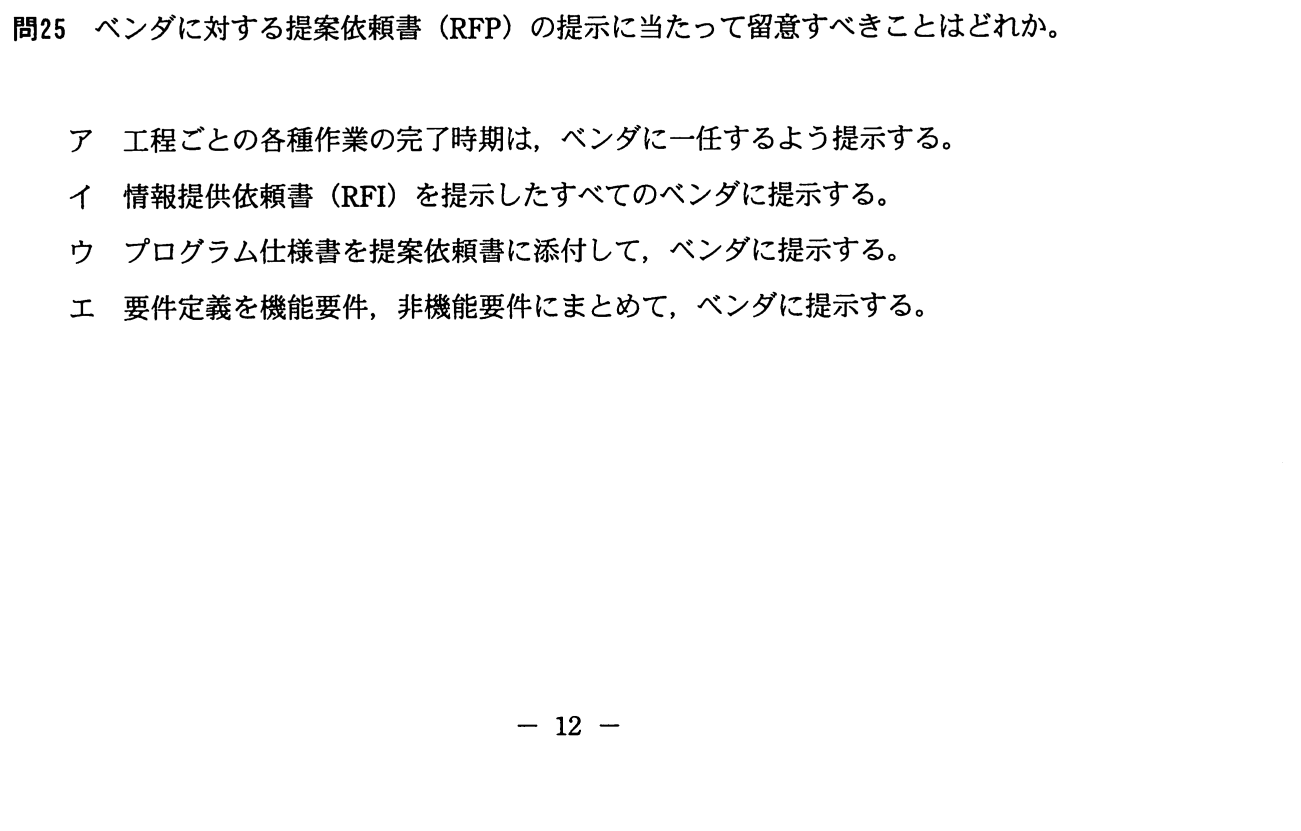 問25 ベンダに対する提案依頼書（RFP）の提示に当たって留意すべきことはどれか。
ア 工程ごとの各種作業の完了時期は，ベンダに一任するよう提示する。
イ 情報提供依頼書（RFI）を提示したすべてのベンダに提示する。
ウ プログラム仕様書を提案依頼書に添付して，ベンダに提示する。
エ 要件定義を機能要件，非機能要件にまとめて，ベンダに提示する。
－ 12 －